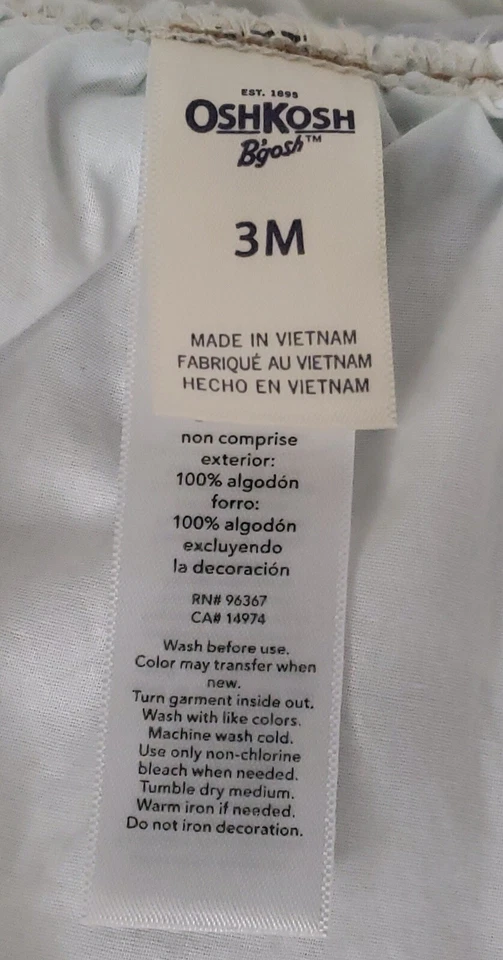 EST. 1895
OSHKOSH
B'gosh™
3M
MADE IN VIETNAM
FABRIQUÉ AU VIETNAM
HECHO EN VIETNAM
non comprise
exterior:
100% algodón
forro:
100% algodón
excluyendo
la decoración
RN# 96367
CA# 14974
Wash before use.
Color may transfer when
new.
Turn garment inside out.
Wash with like colors.
Machine wash cold.
Use only non-chlorine
bleach when needed.
Tumble dry medium.
Warm iron if needed.
Do not iron decoration.